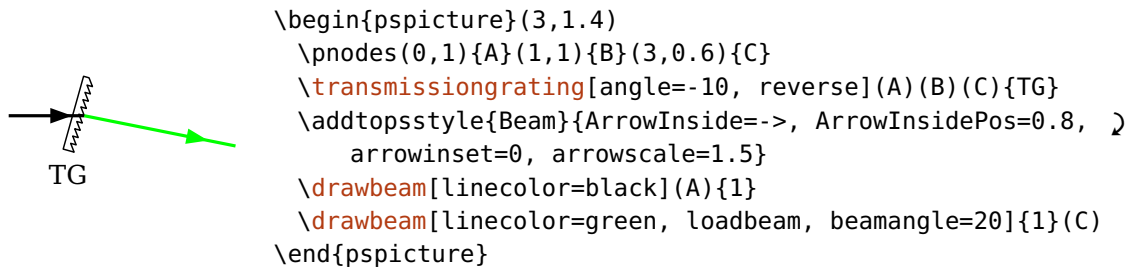 \begin{pspicture}(3,1.4)
\pnodes(0,1){A}(1,1){B}(3,0.6){C}
\transmissiongrating[angle=-10, reverse](A)(B)(C){TG}
\addtopsstyle{Beam}{ArrowInside=->, ArrowInsidePos=0.8,
arrowinset=0, arrowscale=1.5}
\drawbeam[linecolor=black](A){1}
\drawbeam[linecolor=green, loadbeam, beamangle=20]{1}(C)
\end{pspicture}
TG